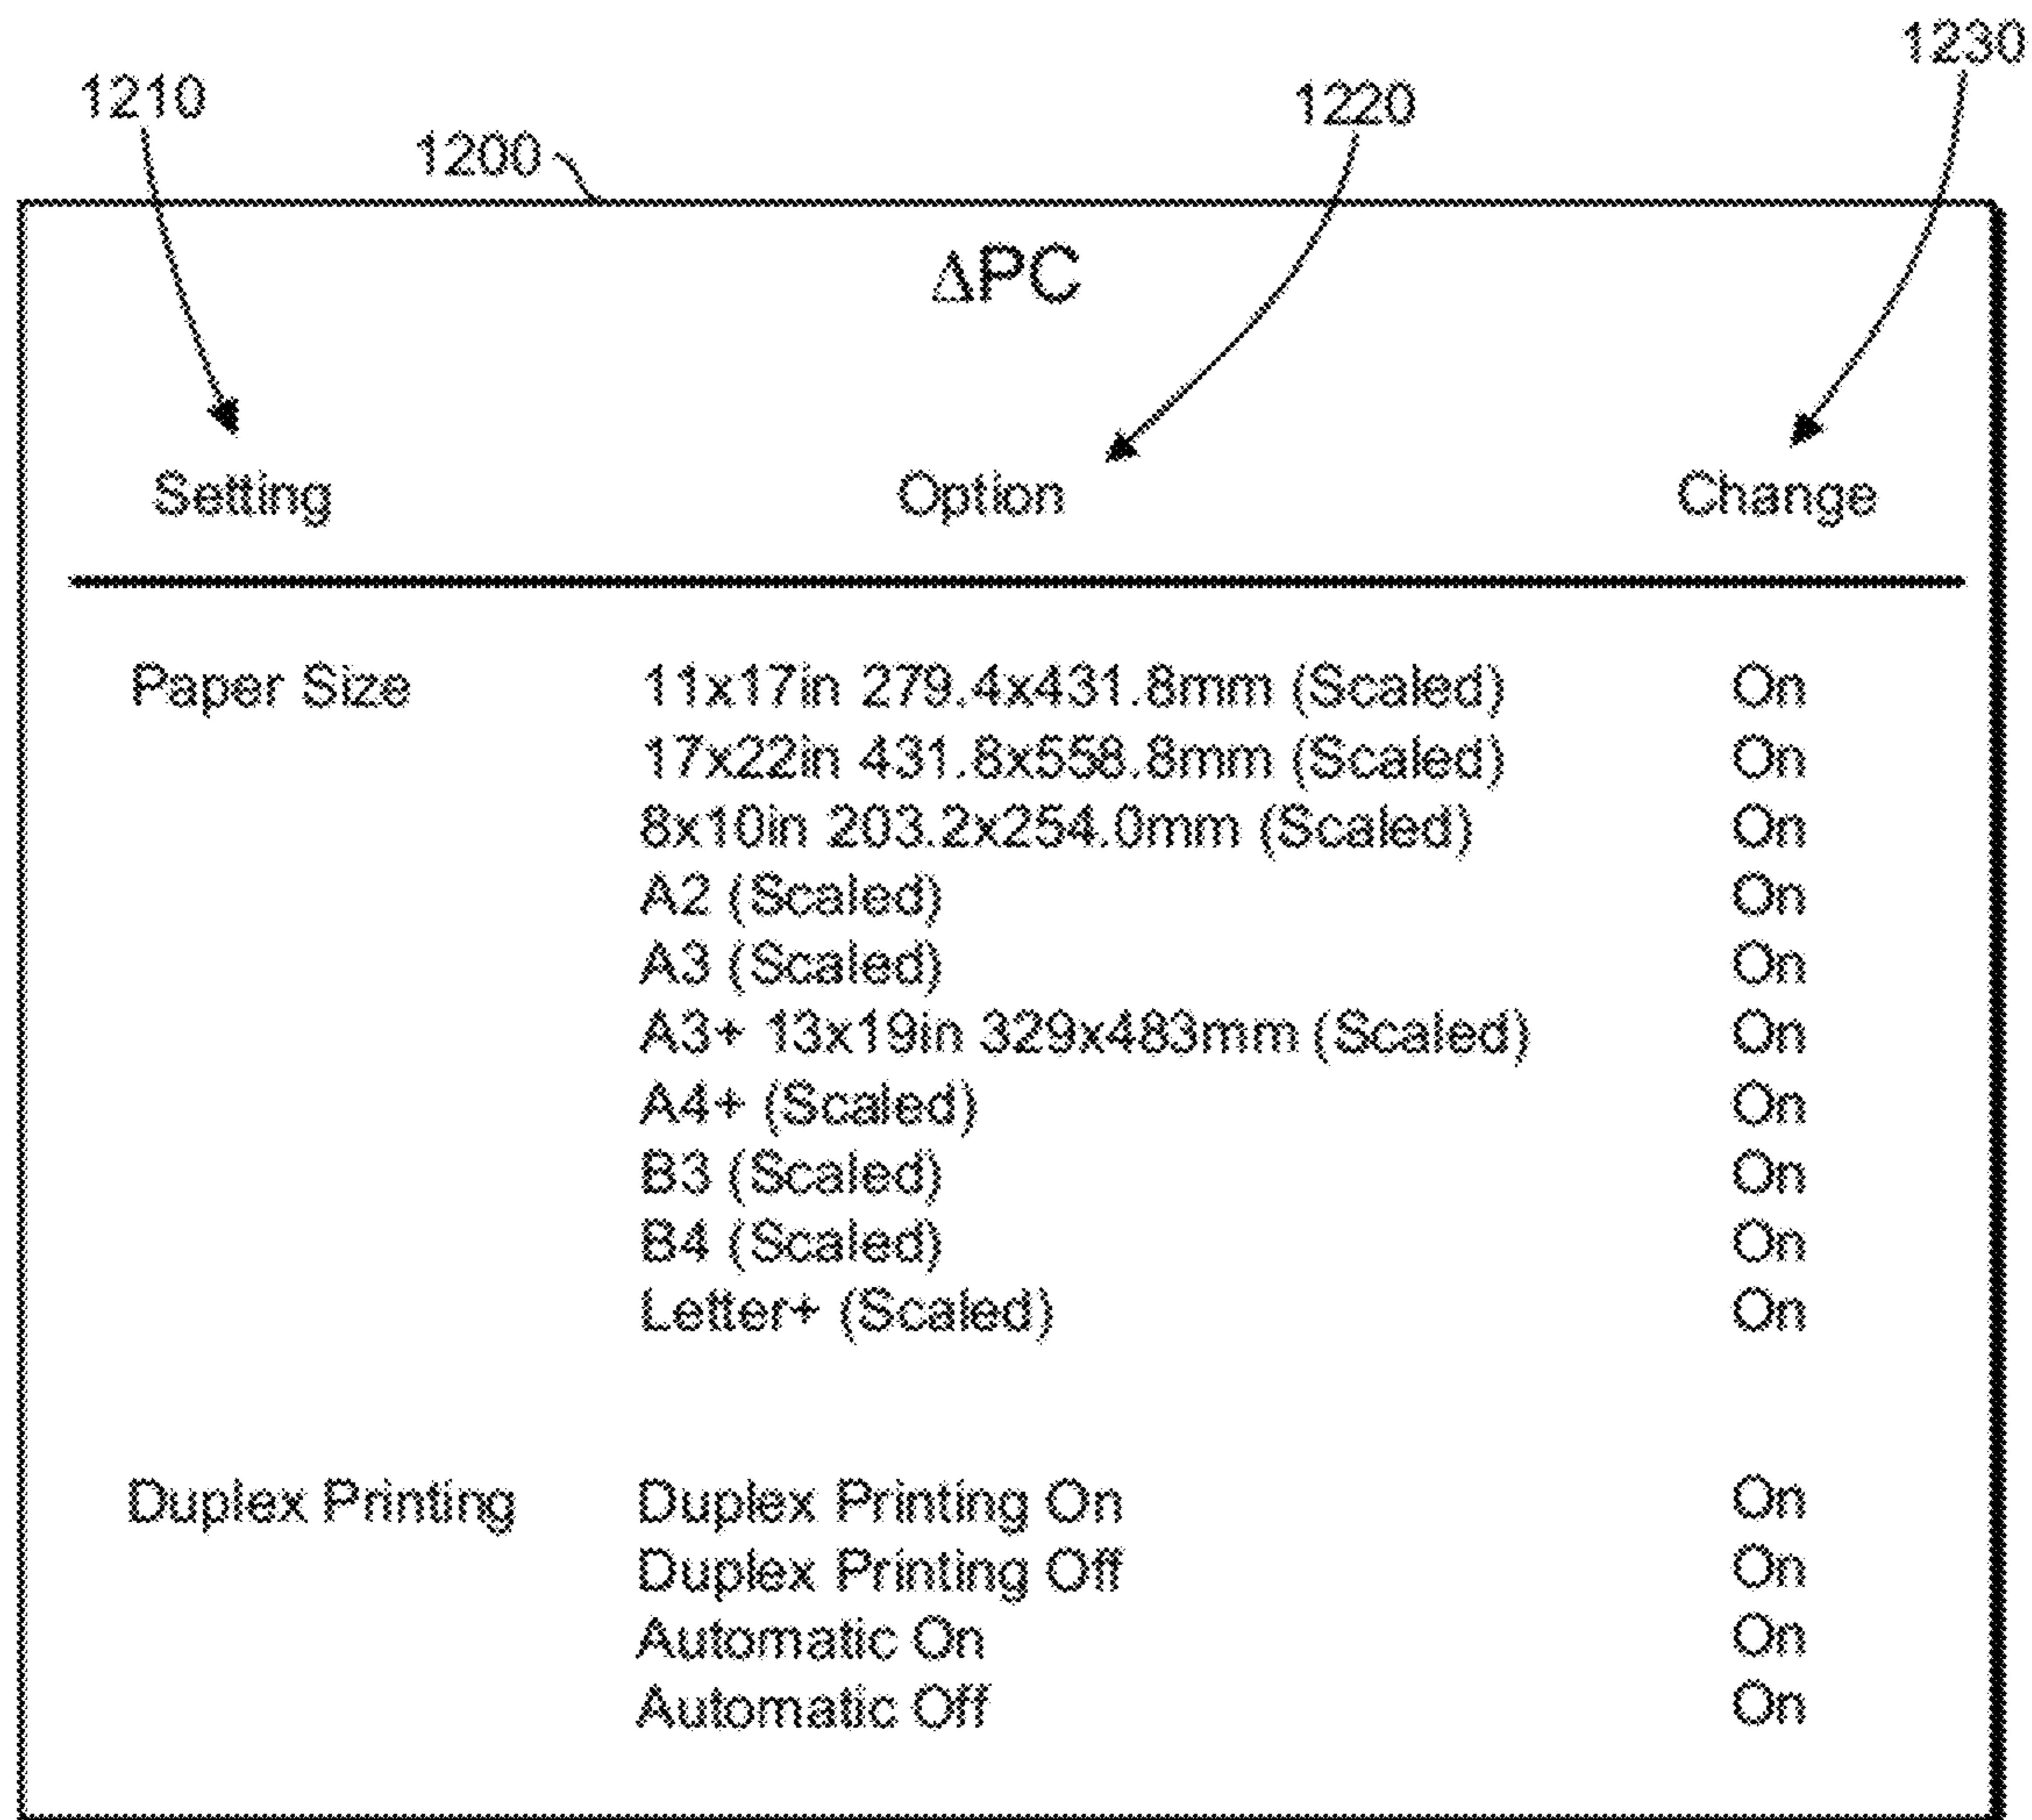 1230
1210
1220
1200
ΔPC
Setting Option Change
Paper Size 11x17in 279.4x431.8mm (Scaled) On
17x22in 431.8x558.8mm (Scaled) On
8x10in 203.2x254.0mm (Scaled) On
A2 (Scaled) On
A3 (Scaled) On
A3+ 13x19in 329x483mm (Scaled) On
A4+ (Scaled) On
B3 (Scaled) On
B4 (Scaled) On
Letter+ (Scaled) On
Duplex Printing Duplex Printing On On
Duplex Printing Off On
Automatic On On
Automatic Off On